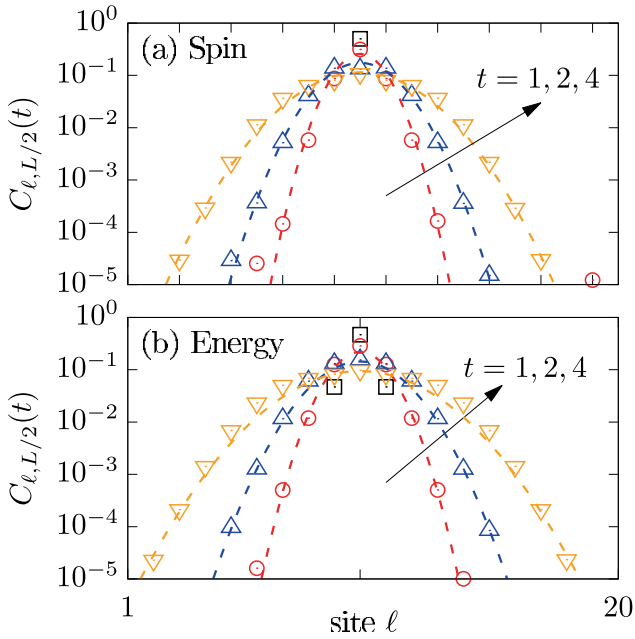 (a) Spin
t = 1, 2, 4
C_{ℓ,L/2}(t)
10^0
10^{-1}
10^{-2}
10^{-3}
10^{-4}
10^{-5}
(b) Energy
t = 1, 2, 4
C_{ℓ,L/2}(t)
10^0
10^{-1}
10^{-2}
10^{-3}
10^{-4}
10^{-5}
1
20
site ℓ